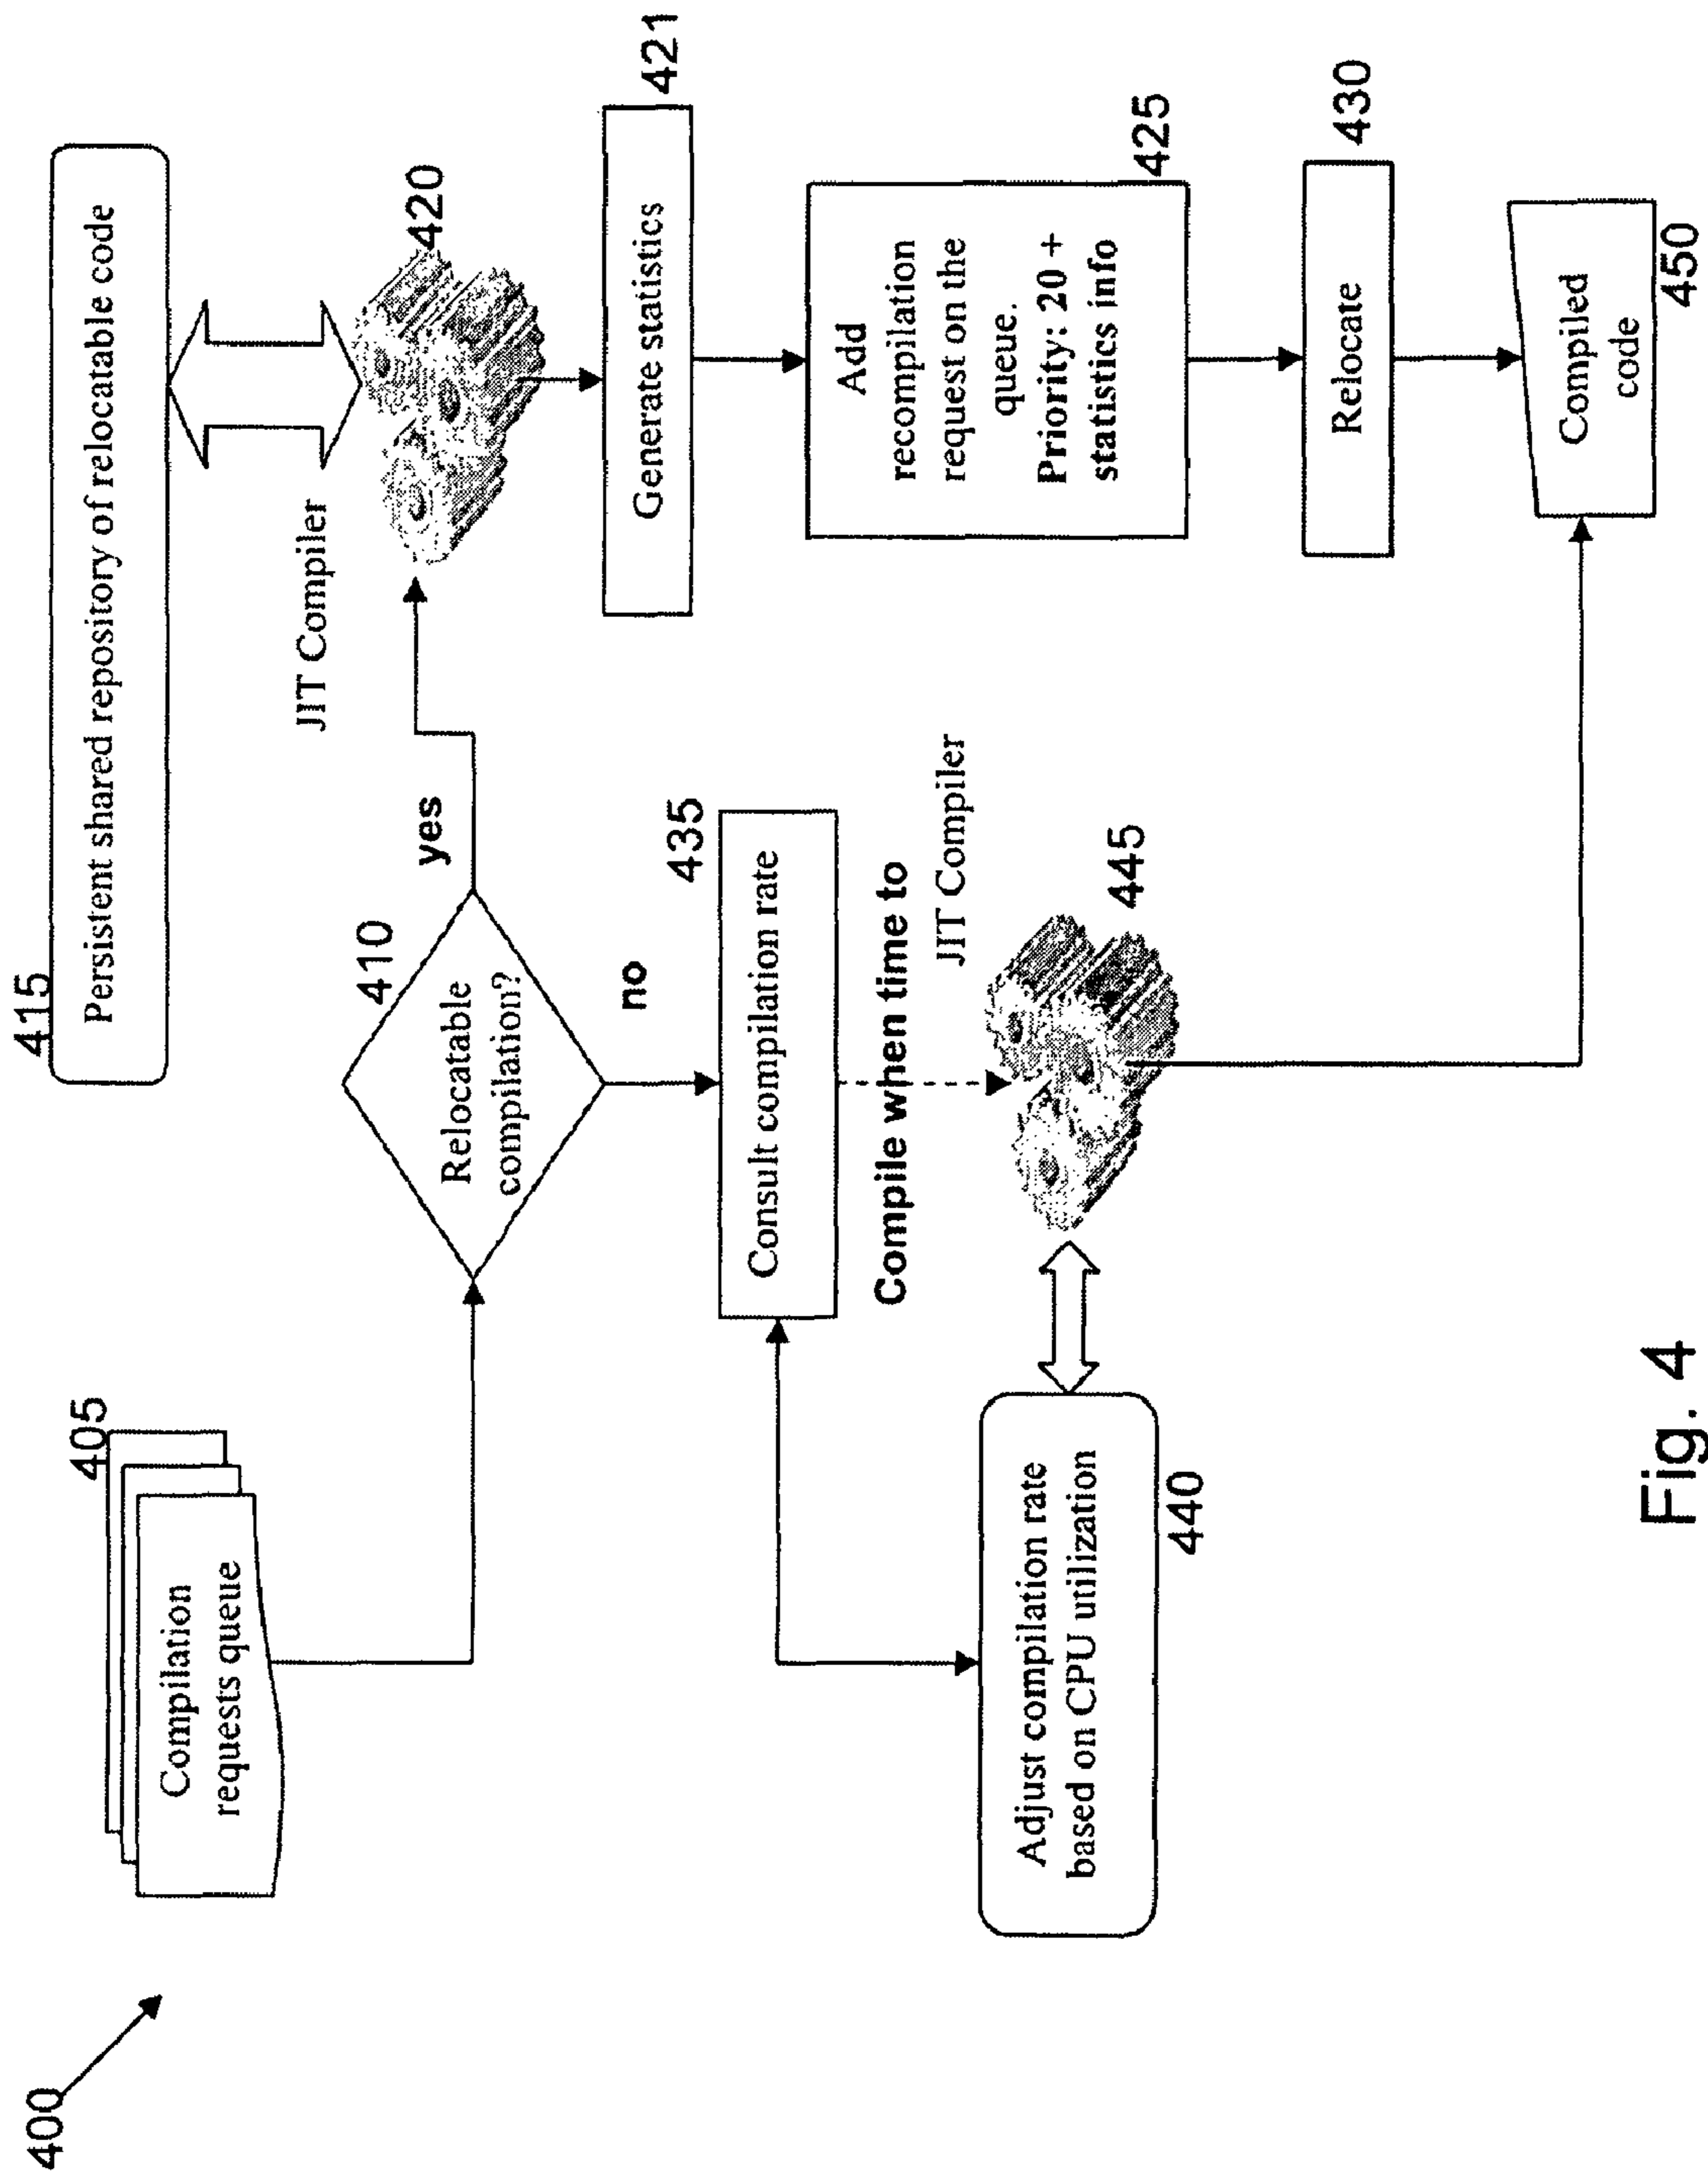 400
405
Compilation
requests queue
415
Persistent shared repository of relocatable code
410
Relocatable
compilation?
yes
no
JIT Compiler
420
Generate statistics
421
Add
recompilation
request on the
queue.
Priority: 20 +
statistics info
425
Relocate
430
435
Consult compilation rate
Compile when time to
JIT Compiler
445
Adjust compilation rate
based on CPU utilization
440
Compiled
code
450
Fig. 4